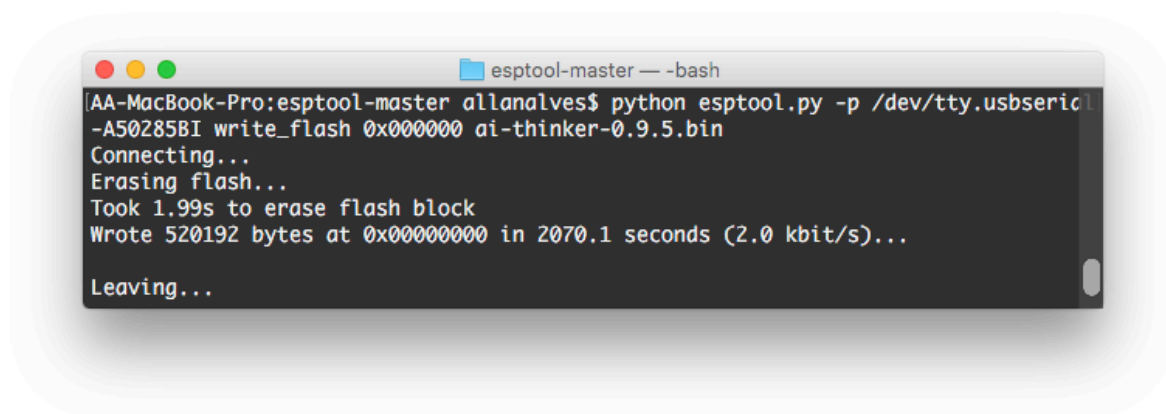 esptool-master — -bash
[AA-MacBook-Pro:esptool-master allanalves$ python esptool.py -p /dev/tty.usbserial]
-A50285BI write_flash 0x000000 ai-thinker-0.9.5.bin
Connecting...
Erasing flash...
Took 1.99s to erase flash block
Wrote 520192 bytes at 0x00000000 in 2070.1 seconds (2.0 kbit/s)...
Leaving...